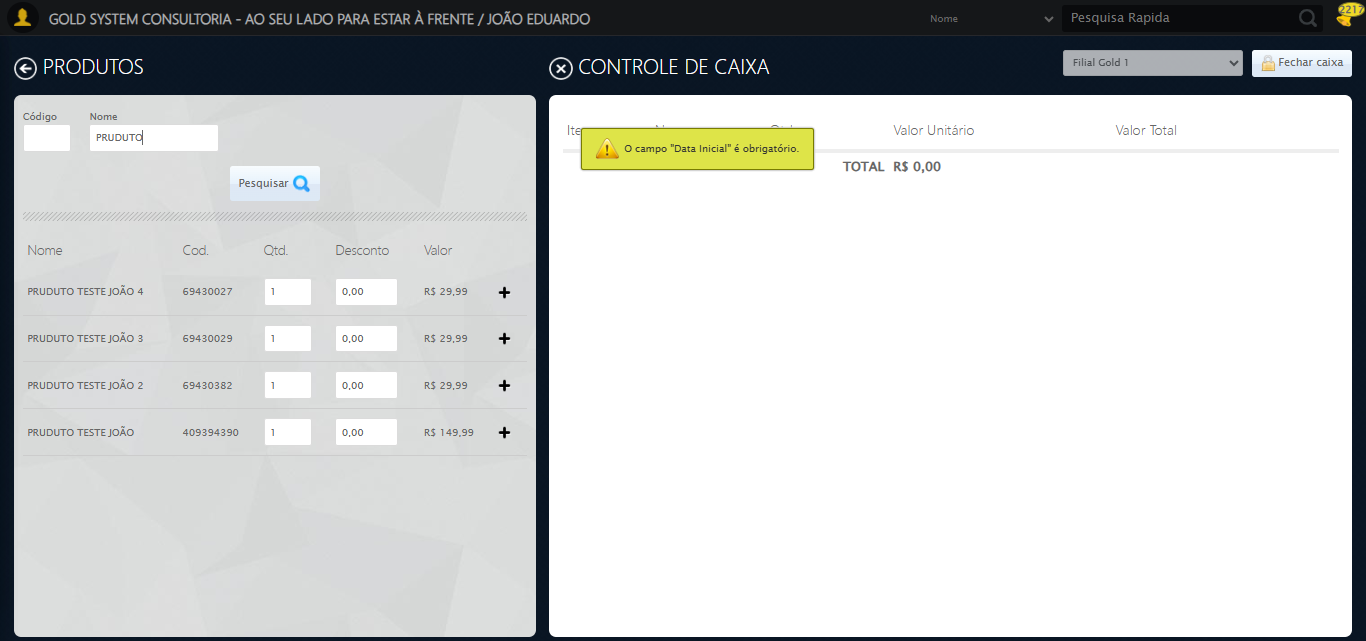 GOLD SYSTEM CONSULTORIA - AO SEU LADO PARA ESTAR À FRENTE / JOÃO EDUARDO
Nome
Pesquisa Rapida
2217
PRODUTOS
CONTROLE DE CAIXA
Filial Gold 1
Fechar caixa
Código Nome
PRUDUTO
Pesquisar
Nome Cod. Qtd. Desconto Valor
PRUDUTO TESTE JOÃO 4 69430027 1 0,00 R$ 29,99
PRUDUTO TESTE JOÃO 3 69430029 1 0,00 R$ 29,99
PRUDUTO TESTE JOÃO 2 69430382 1 0,00 R$ 29,99
PRUDUTO TESTE JOÃO 409394390 1 0,00 R$ 149,99
Valor Unitário Valor Total
O campo "Data Inicial" é obrigatório.
TOTAL R$ 0,00